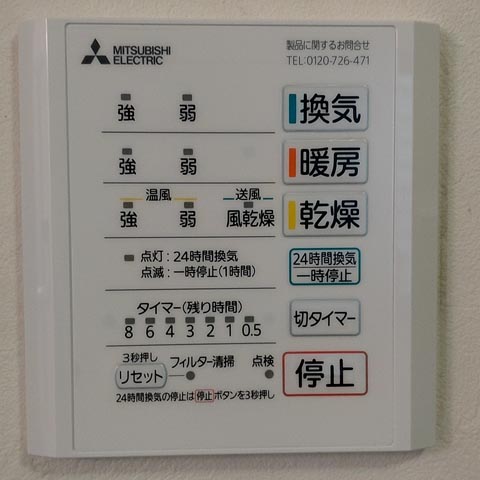 MITSUBISHI
ELECTRIC
製品に関するお問合せ
TEL:0120-726-471
強 弱 換気
強 弱 暖房
温風 送風
強 弱 風乾燥 乾燥
点灯:24時間換気
点滅:一時停止(1時間)
24時間換気
一時停止
タイマー(残り時間)
8 6 4 3 2 1 0.5
切タイマー
3秒押し
リセット フィルター清掃 点検
停止
24時間換気の停止は 停止 ボタンを3秒押し